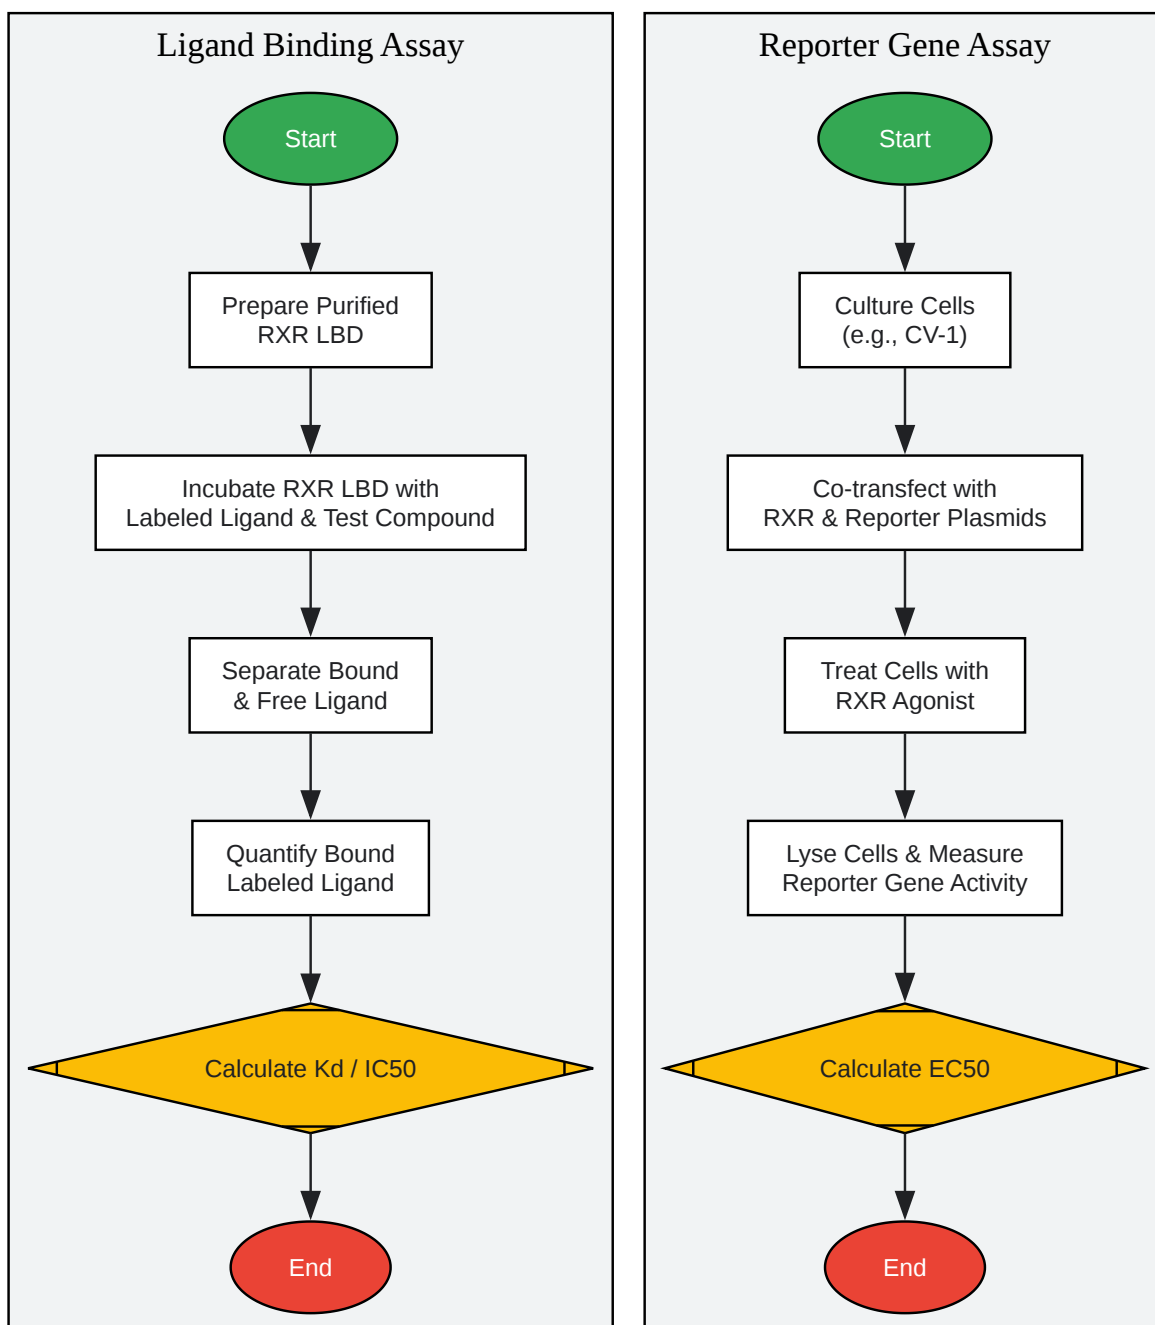 Ligand Binding Assay
Start
Prepare Purified
RXR LBD
Incubate RXR LBD with
Labeled Ligand & Test Compound
Separate Bound
& Free Ligand
Quantify Bound
Labeled Ligand
Calculate Kd / IC50
End
Reporter Gene Assay
Start
Culture Cells
(e.g., CV-1)
Co-transfect with
RXR & Reporter Plasmids
Treat Cells with
RXR Agonist
Lyse Cells & Measure
Reporter Gene Activity
Calculate EC50
End